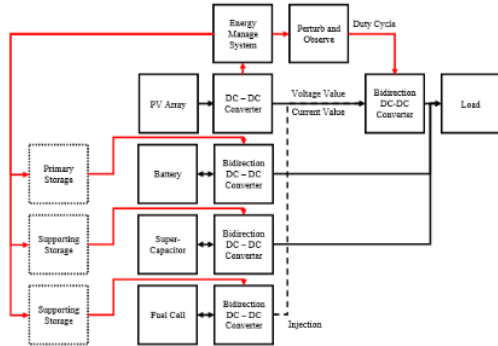 Energy
Manage
System
Perturb and
Observe
Duty Cycle
PV Array
DC – DC
Converter
Voltage Value
Current Value
Bidirection
DC-DC
Converter
Load
Primary
Storage
Battery
Bidirection
DC – DC
Converter
Supporting
Storage
Super-
Capacitor
Bidirection
DC – DC
Converter
Supporting
Storage
Fuel Cell
Bidirection
DC – DC
Converter
Injection